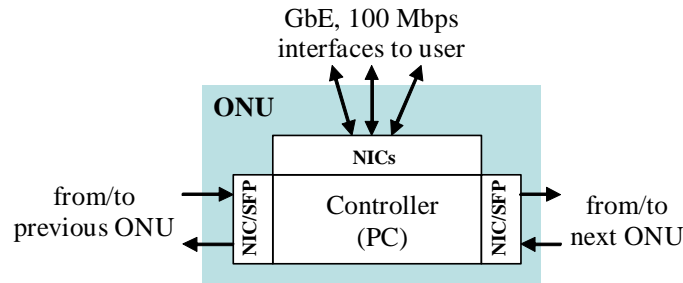 GbE, 100 Mbps
interfaces to user
ONU
NICs
from/to
previous ONU
NIC/SFP
Controller
(PC)
NIC/SFP
from/to
next ONU